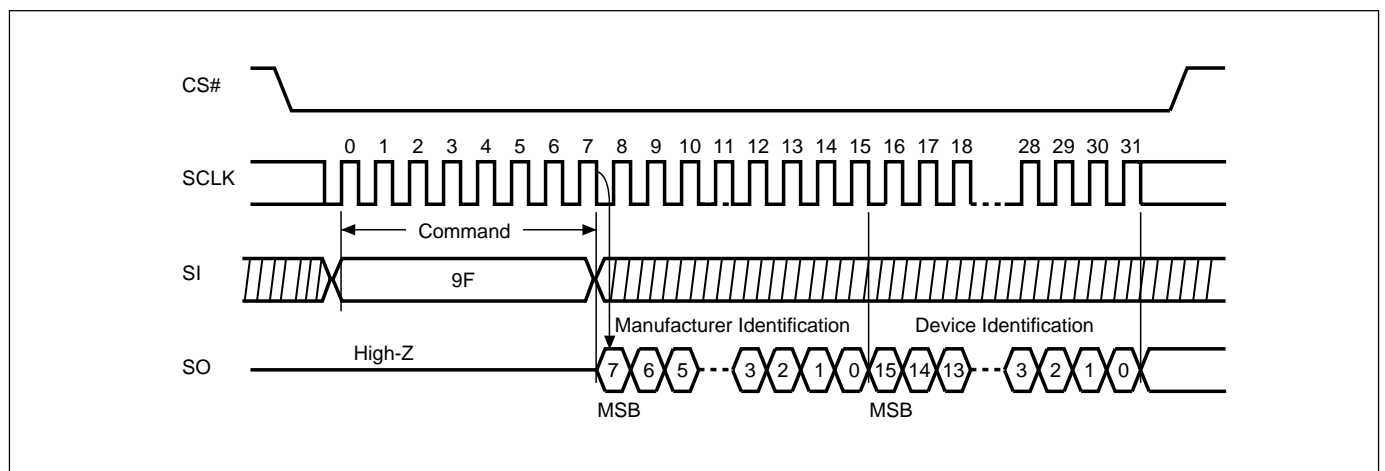 CS#
0 1 2 3 4 5 6 7 8 9 10 11 12 13 14 15 16 17 18 28 29 30 31
SCLK
Command
SI
9F
Manufacturer Identification Device Identification
High-Z
SO
7 6 5 3 2 1 0 15 14 13 3 2 1 0
MSB MSB